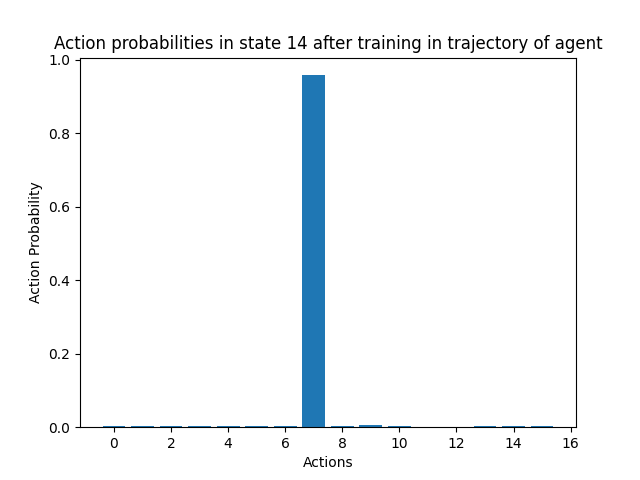 Action probabilities in state 14 after training in trajectory of agent
1.0
0.8
0.6
0.4
0.2
0.0
Action Probability
0 2 4 6 8 10 12 14 16
Actions